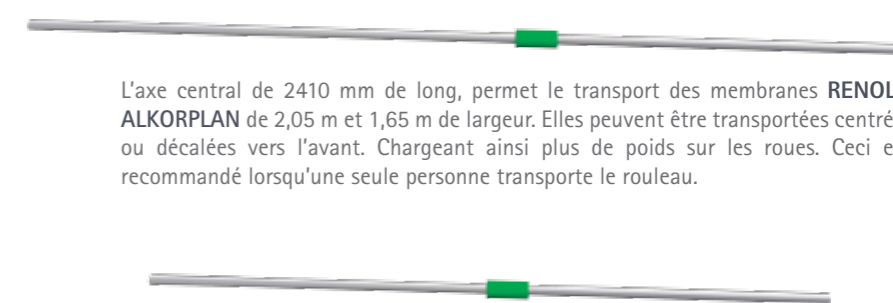 L'axe central de 2410 mm de long, permet le transport des membranes RENOL
ALKORPLAN de 2,05 m et 1,65 m de largeur. Elles peuvent être transportées centré
ou décalées vers l'avant. Chargeant ainsi plus de poids sur les roues. Ceci e
recommandé lorsqu'une seule personne transporte le rouleau.